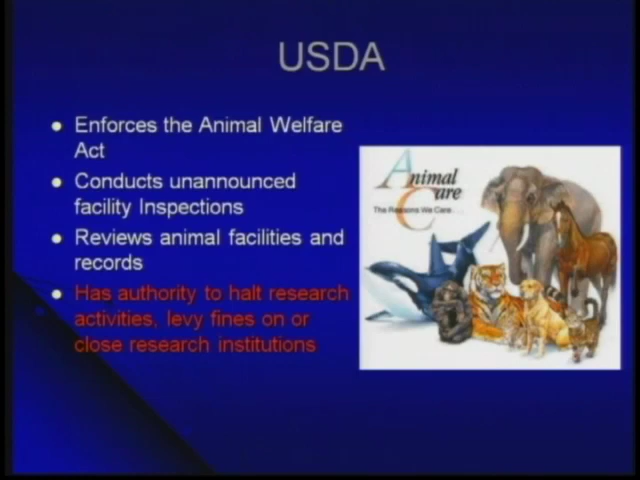 USDA
● Enforces the Animal Welfare
Act
● Conducts unannounced
facility Inspections
● Reviews animal facilities and
records
● Has authority to halt research
activities, levy fines on or
close research institutions
Animal
Care
The Reasons We Care . . .